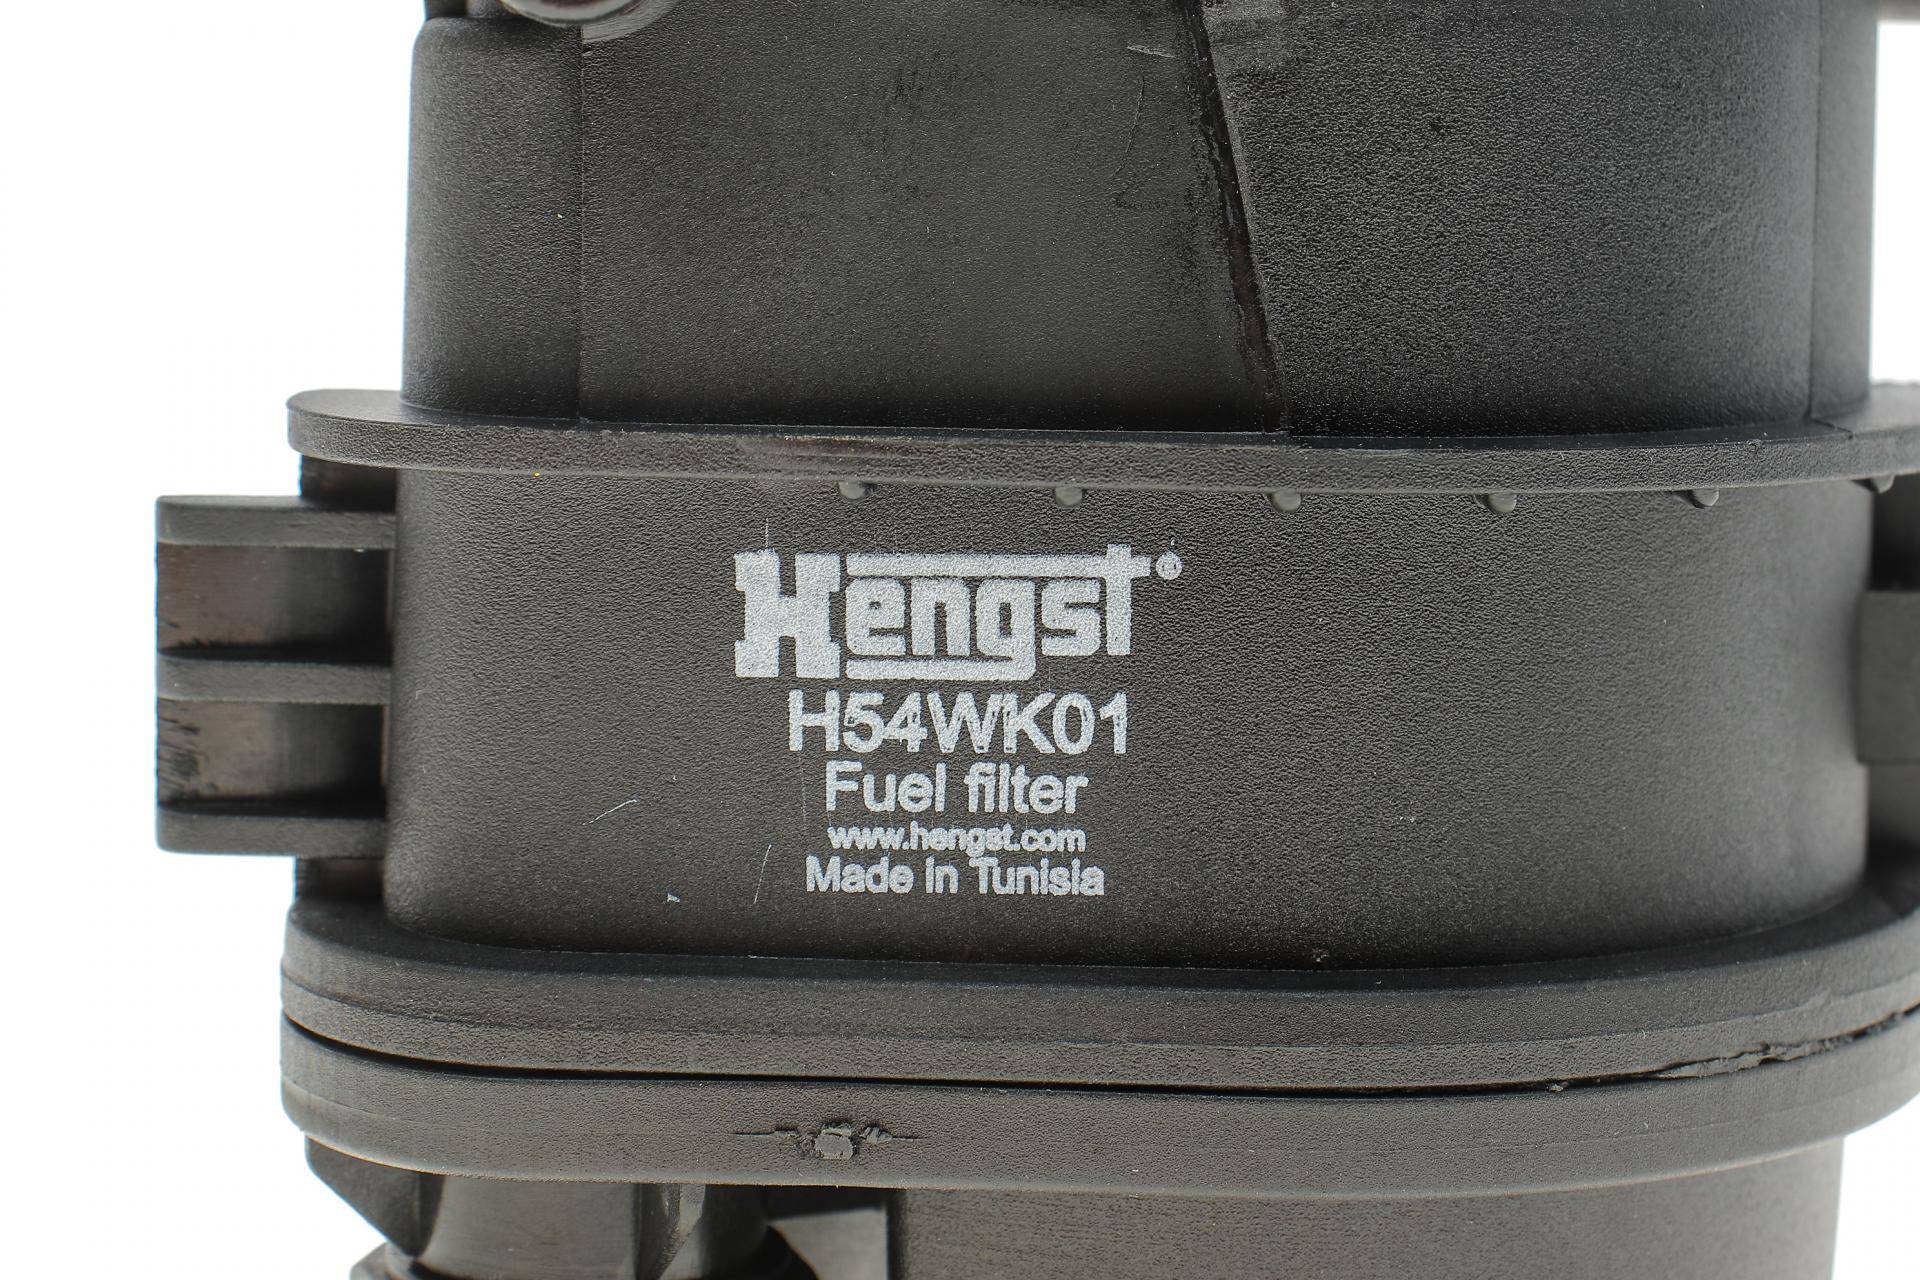 Hengst®
H54WK01
Fuel filter
www.hengst.com
Made in Tunisia